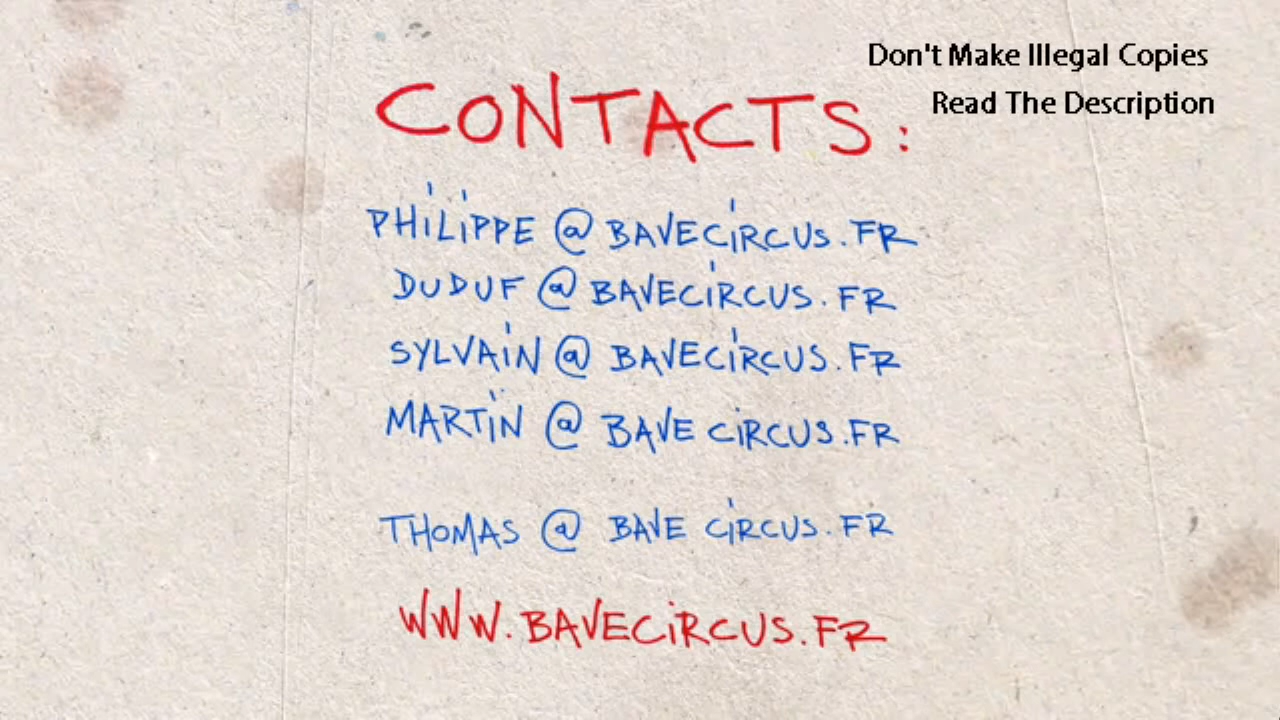 Don't Make Illegal Copies
Read The Description
CONTACTS:
PHiLiPPE @ BAVECiRCUS.FR
DUDUF @ BAVECiRCUS.FR
SYLVAiN @ BAVECiRCUS.FR
MARTiN @ BAVE CiRCUS.FR
THOMAS @ BAVE CiRCUS.FR
WWW.BAVECiRCUS.FR